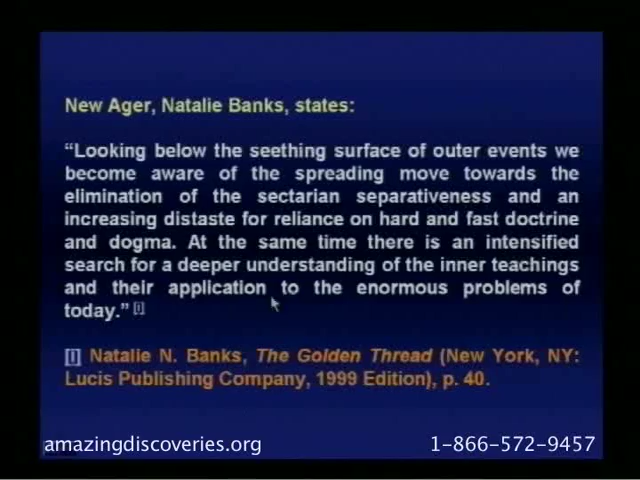 New Ager, Natalie Banks, states:
“Looking below the seething surface of outer events we
become aware of the spreading move towards the
elimination of the sectarian separativeness and an
increasing distaste for reliance on hard and fast doctrine
and dogma. At the same time there is an intensified
search for a deeper understanding of the inner teachings
and their application to the enormous problems of
today.” [i]
[I] Natalie N. Banks, The Golden Thread (New York, NY:
Lucis Publishing Company, 1999 Edition), p. 40.
amazingdiscoveries.org
1-866-572-9457